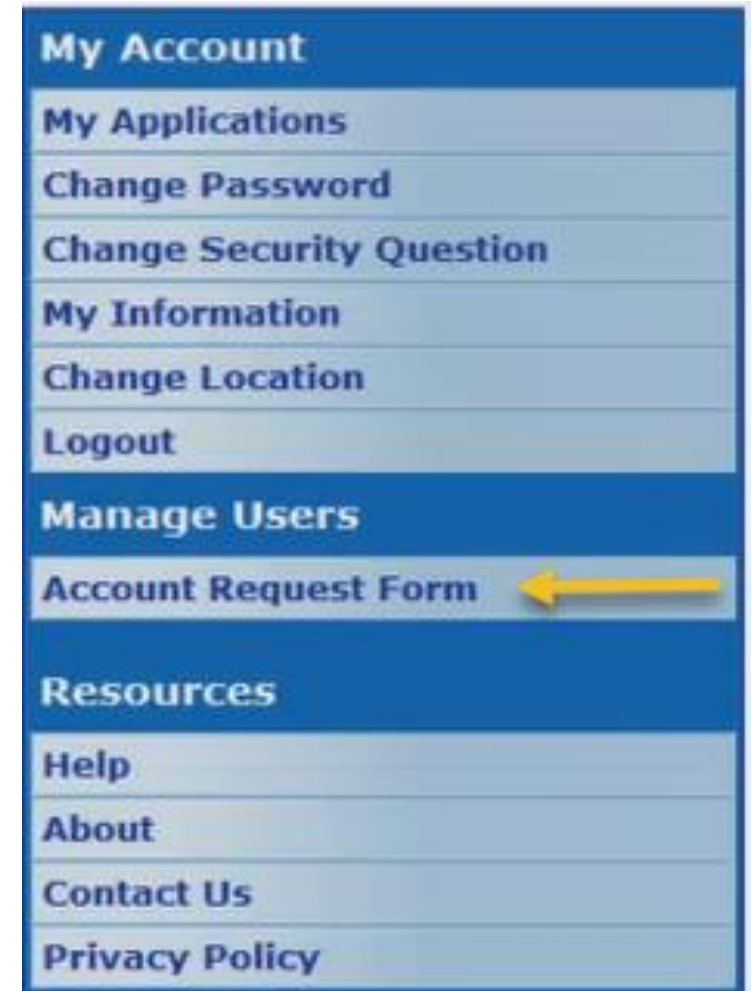 My Account
My Applications
Change Password
Change Security Question
My Information
Change Location
Logout
Manage Users
Account Request Form
Resources
Help
About
Contact Us
Privacy Policy